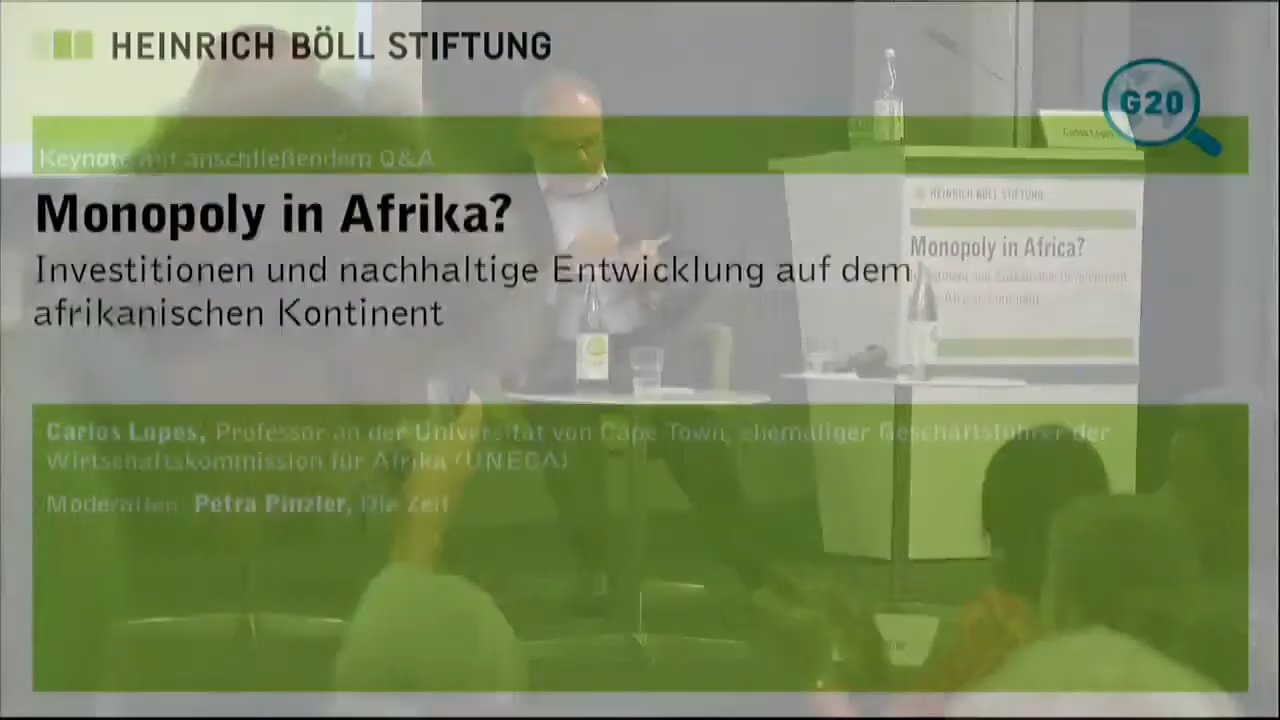 HEINRICH BÖLL STIFTUNG
G20
Carlos Lopes
Keynote mit anschließendem Q&A
Monopoly in Afrika?
Investitionen und nachhaltige Entwicklung auf dem
afrikanischen Kontinent
HEINRICH BÖLL STIFTUNG
Monopoly in Africa?
Carlos Lopes, Professor an der Universität von Cape Town, ehemaliger Geschäftsführer der
Wirtschaftskommission für Afrika (UNECA)
Moderation: Petra Pinzler, Die Zeit